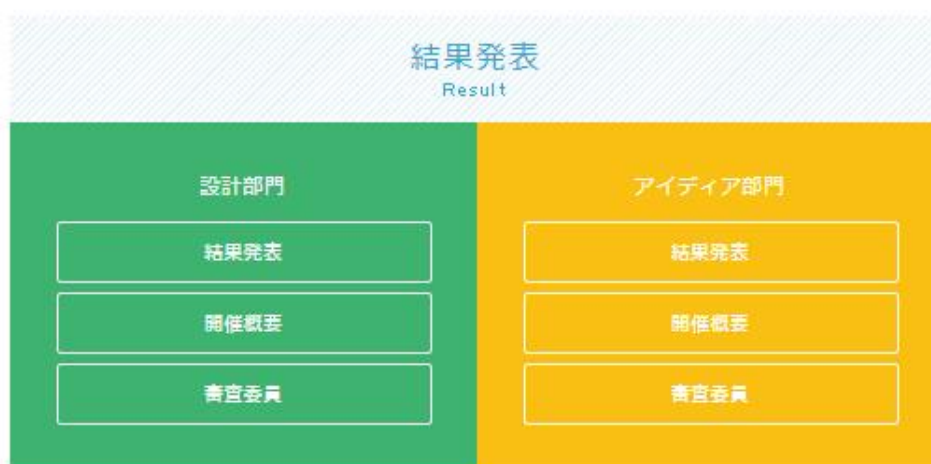 結果発表
Result
設計部門
結果発表
開催概要
審査委員
アイディア部門
結果発表
開催概要
審査委員